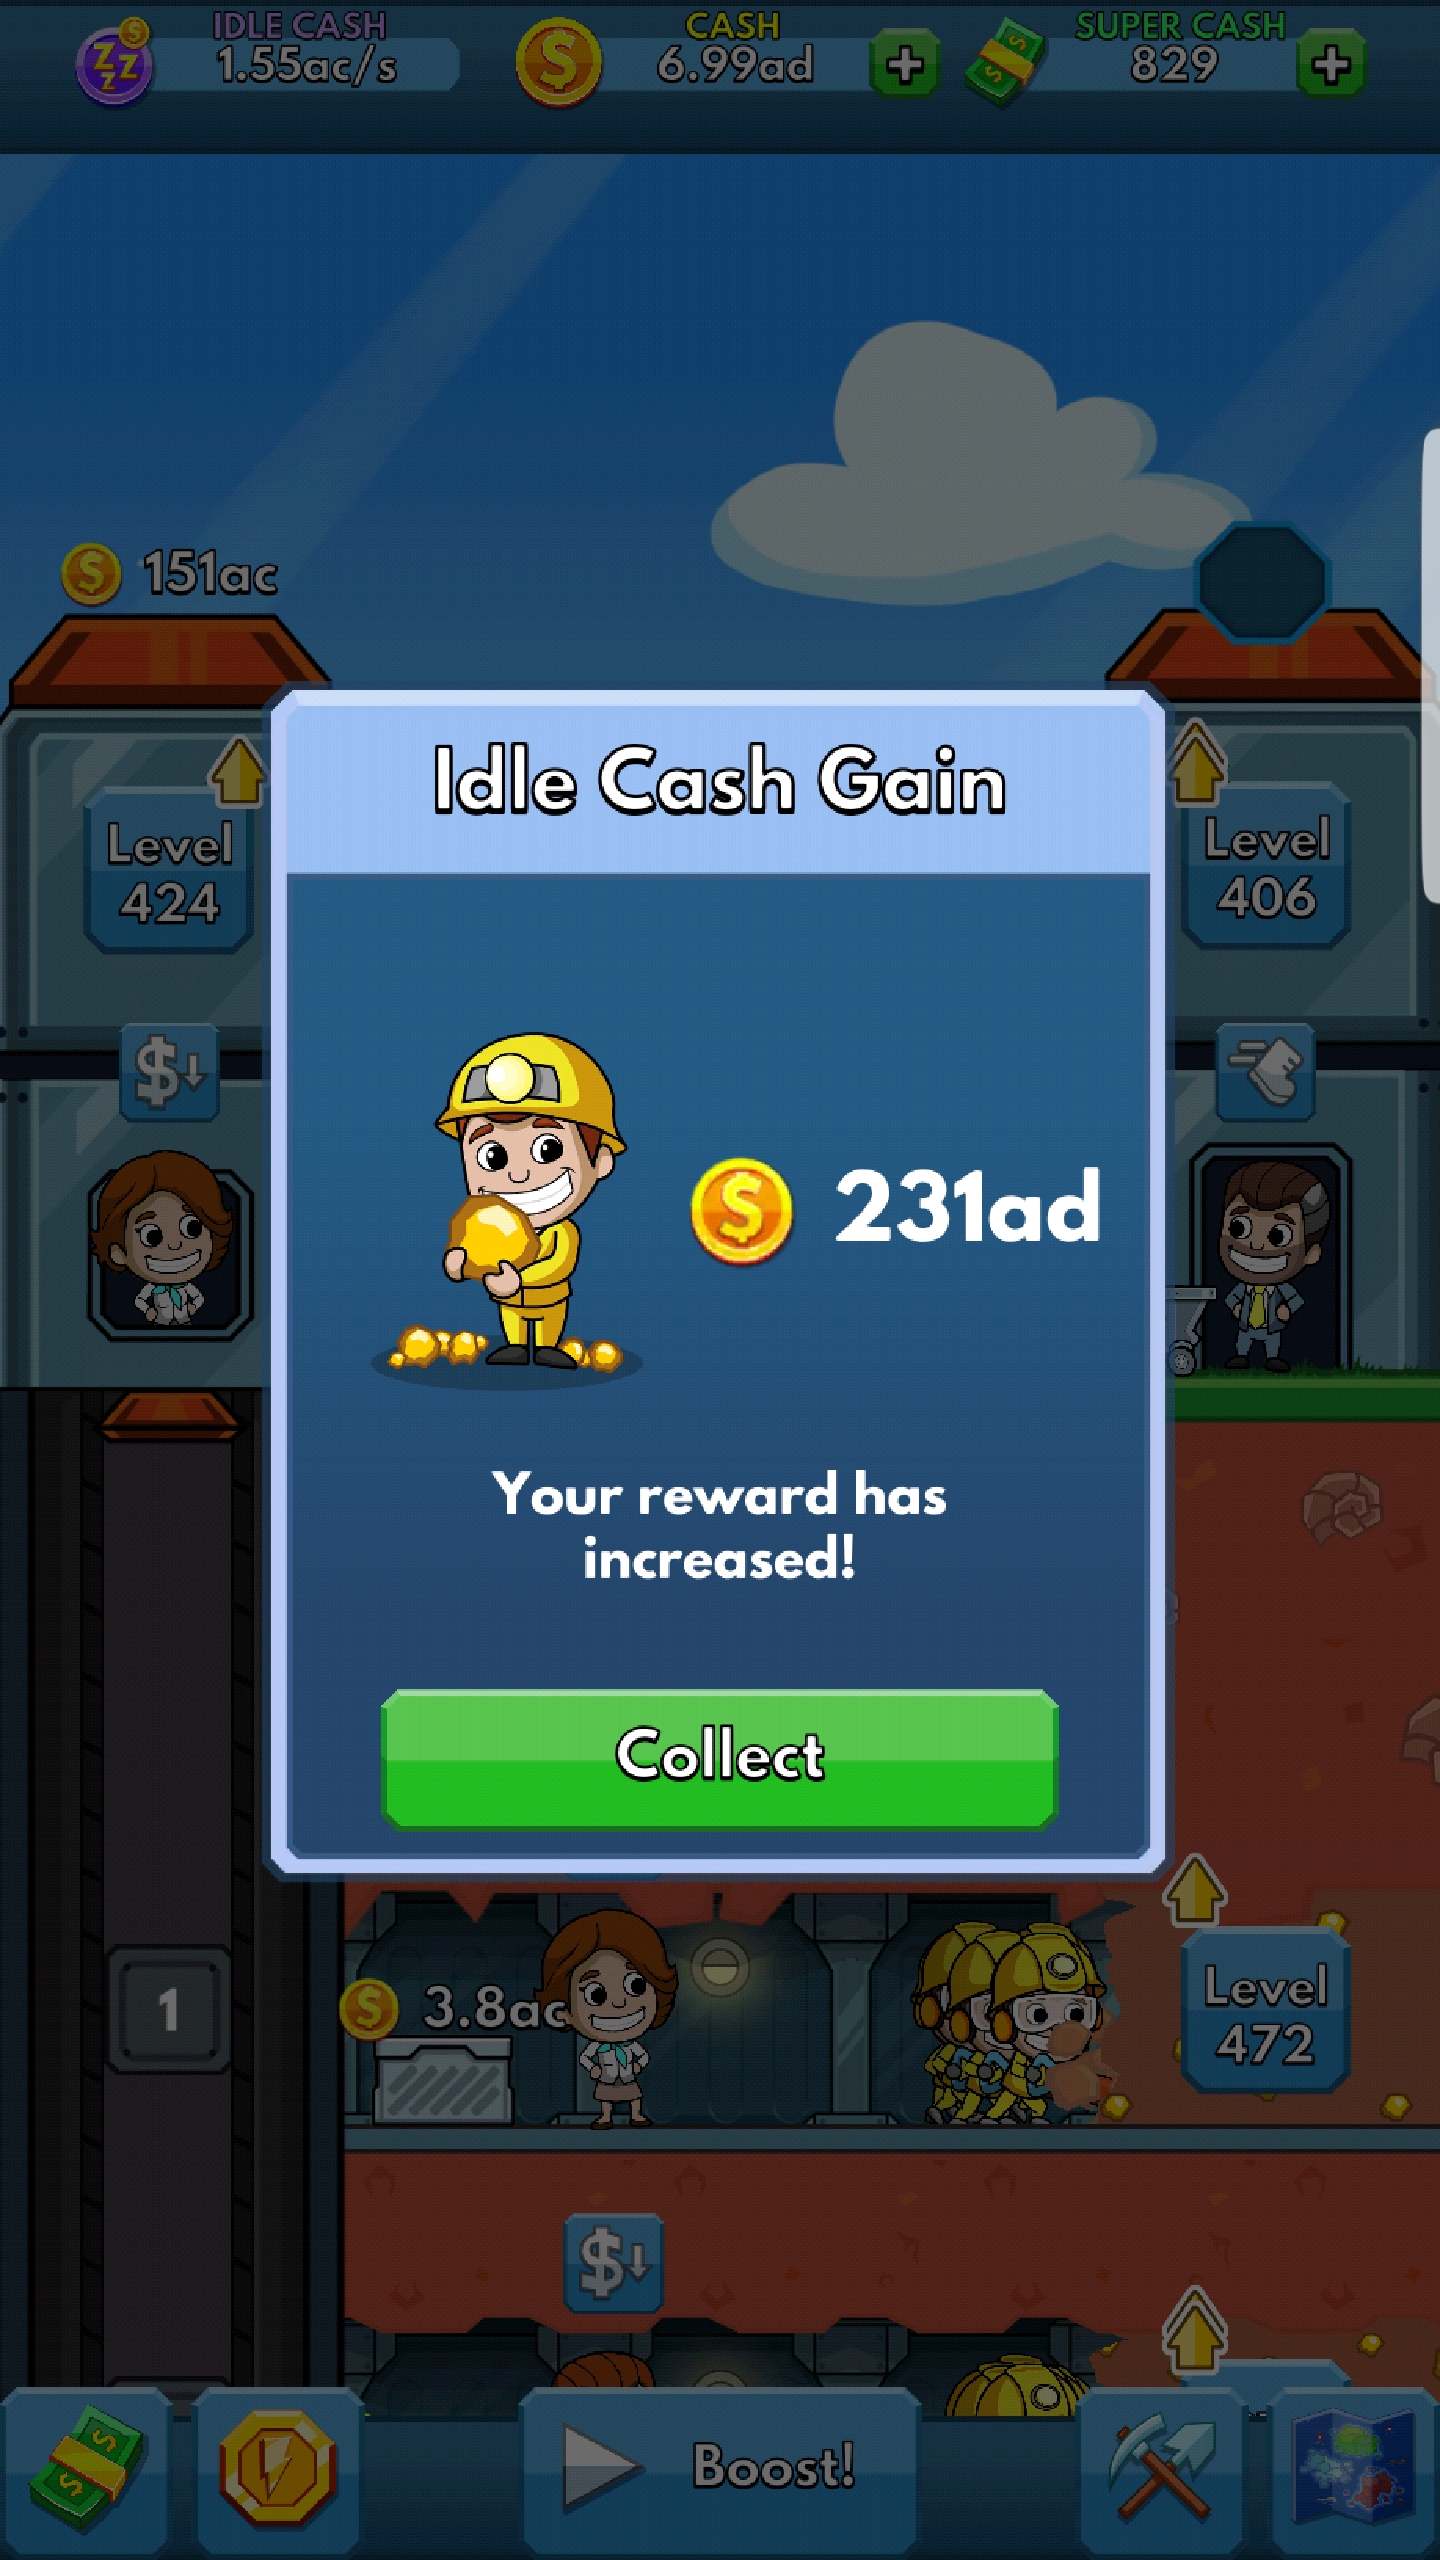 IDLE CASH
1.55ac/s
CASH
6.99ad
SUPER CASH
829
151ac
Level
424
Level
406
Idle Cash Gain
231ad
Your reward has
increased!
Collect
1
3.8ac
Level
472
Boost!